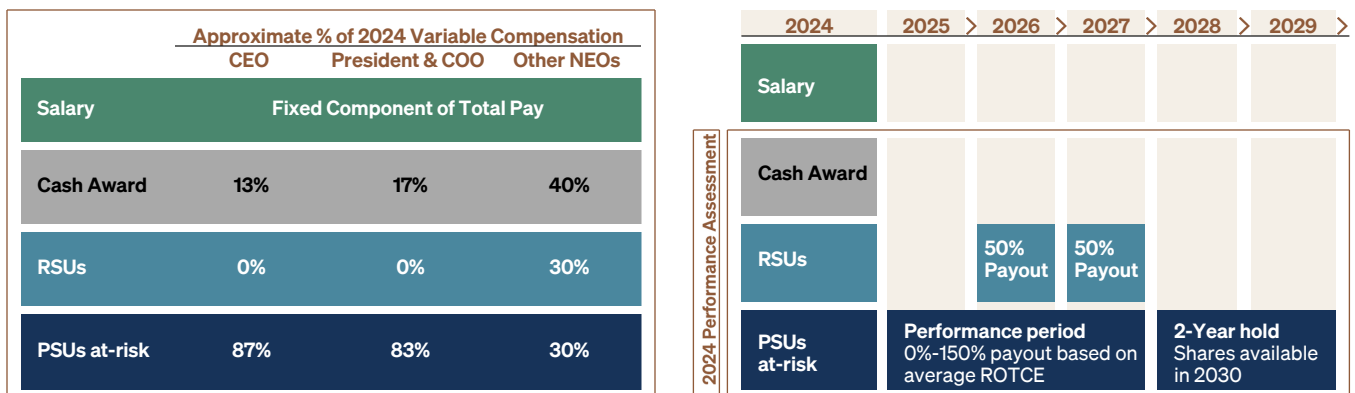 Approximate % of 2024 Variable Compensation
CEO President & COO Other NEOs
Salary Fixed Component of Total Pay
Cash Award 13% 17% 40%
RSUs 0% 0% 30%
PSUs at-risk 87% 83% 30%
2024 2025 2026 2027 2028 2029
Salary
2024 Performance Assessment
Cash Award
RSUs
50%
Payout
50%
Payout
PSUs
at-risk
Performance period
0%-150% payout based on
average ROTCE
2-Year hold
Shares available
in 2030